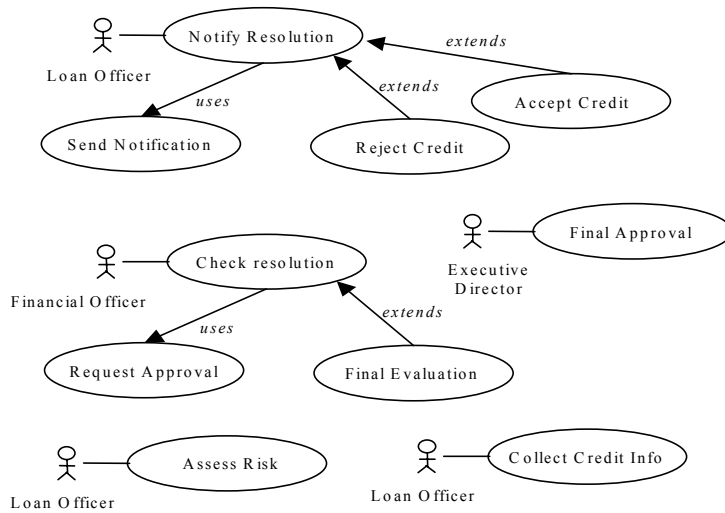 Notify Resolution
extends
Loan Officer
extends
uses
Accept Credit
Send Notification
Reject Credit
Final Approval
Check resolution
Executive
Director
Financial Officer
extends
uses
Request Approval
Final Evaluation
Assess Risk
Collect Credit Info
Loan Officer
Loan Officer